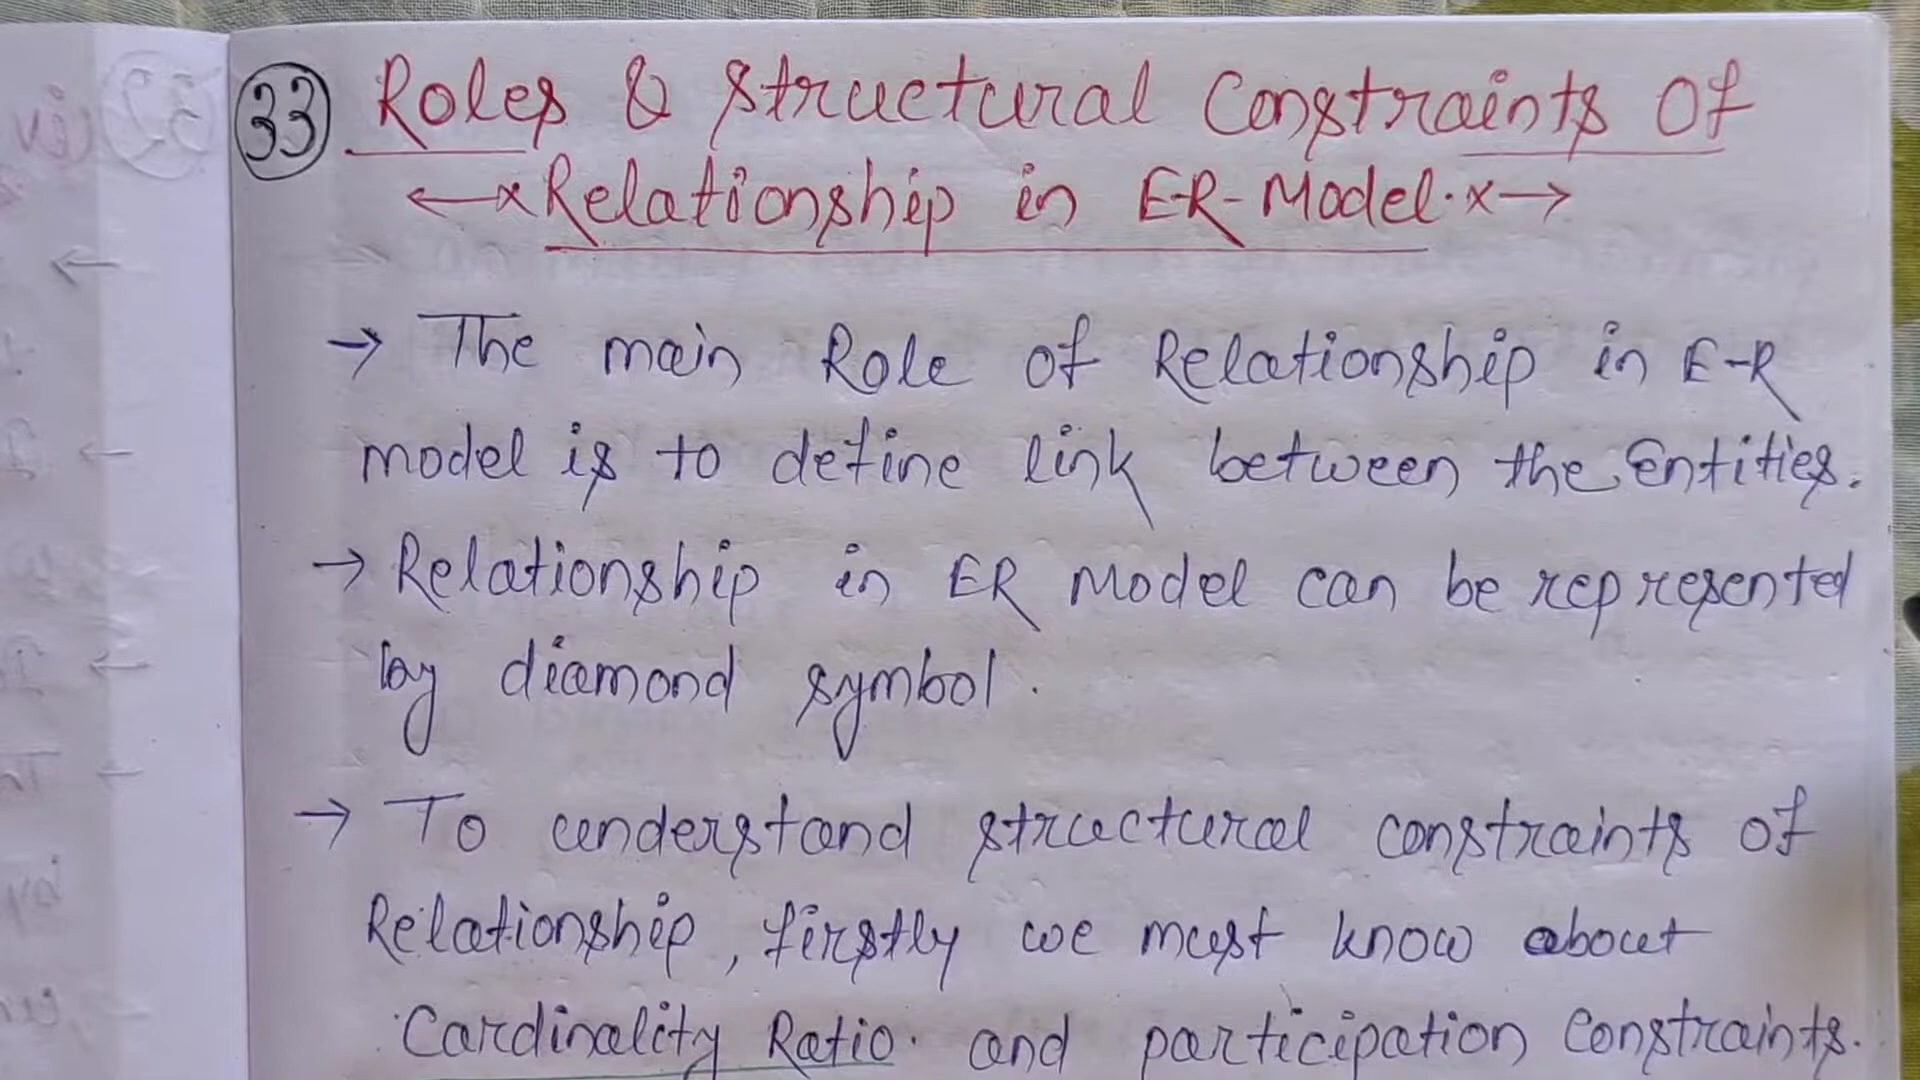 33 Roles & Structural Constraints Of
Relationship in E-R-Model.
→ The main Role of Relationship in E-R
model is to define link between the Entities.
→ Relationship in ER Model can be represented
by diamond symbol.
→ To understand structural constraints of
Relationship, firstly we must know about
Cardinality Ratio. and participation Constraints.